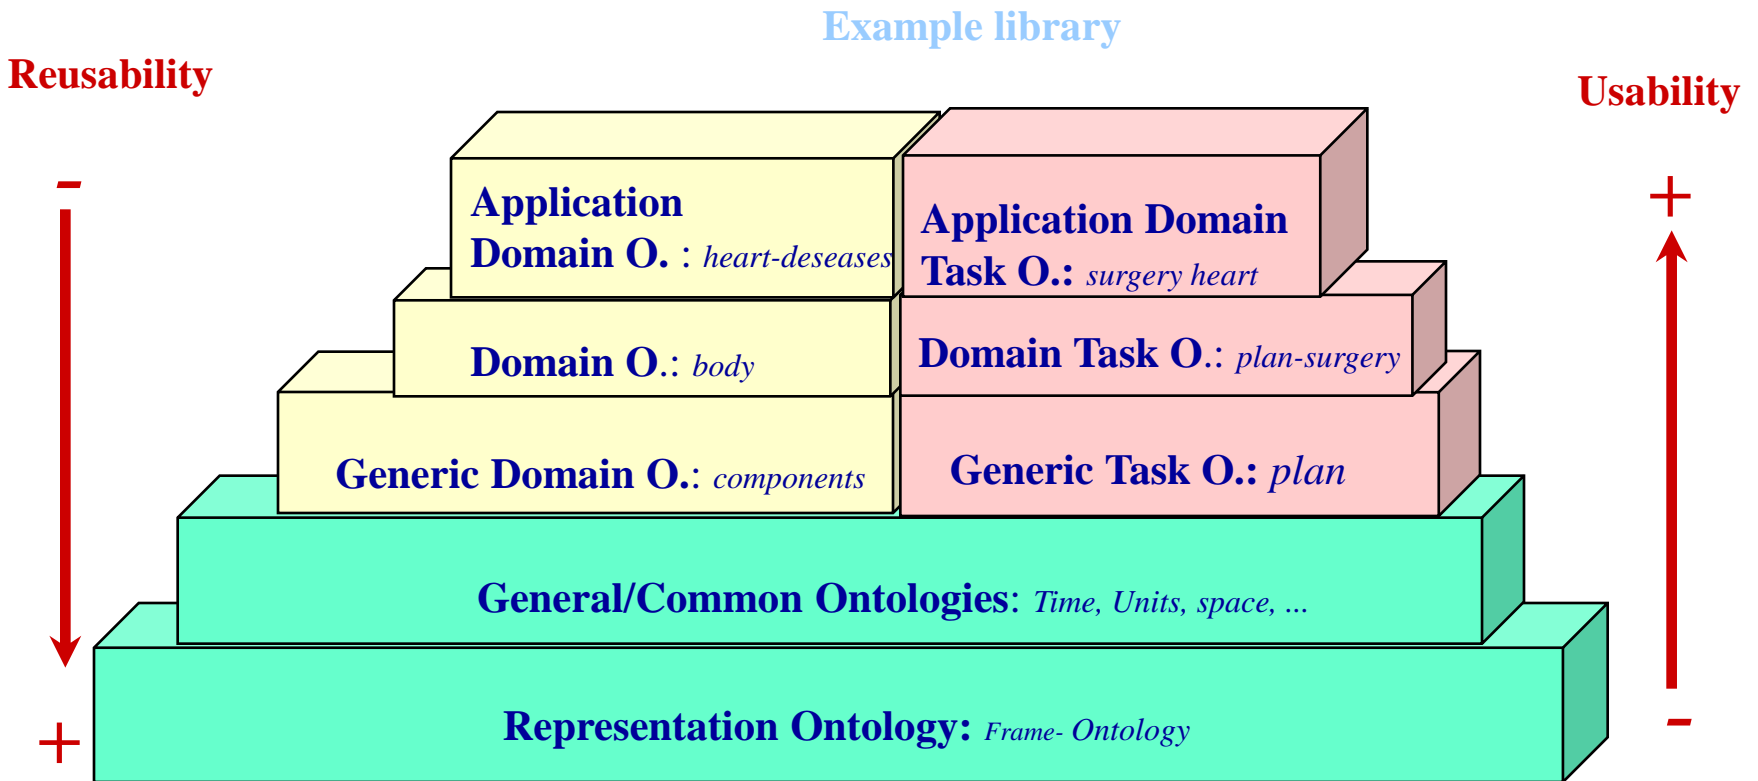 Example library
Reusability
Usability
-
+
Application
Domain O. : heart-deseases
Application Domain
Task O.: surgery heart
Domain O.: body
Domain Task O.: plan-surgery
Generic Domain O.: components
Generic Task O.: plan
General/Common Ontologies: Time, Units, space, ...
Representation Ontology: Frame- Ontology
+
-